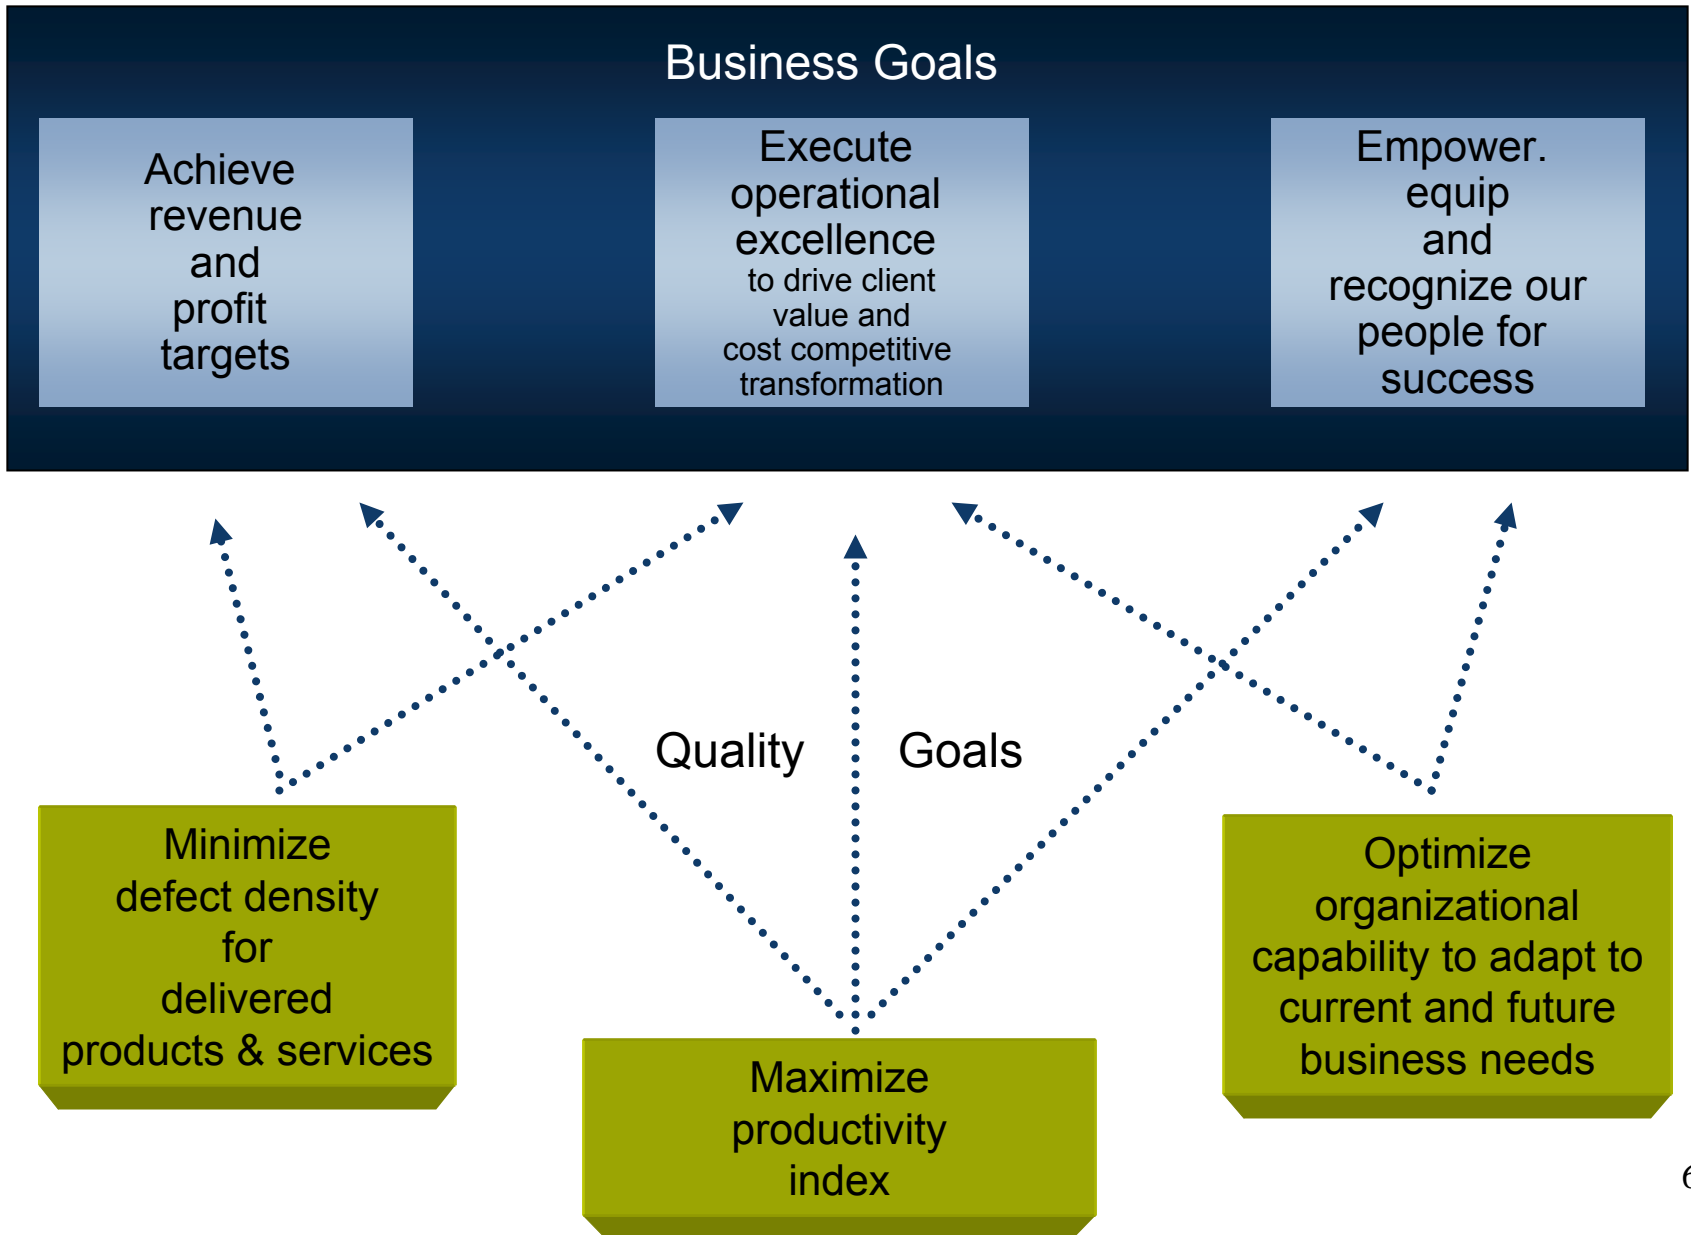 Business Goals
Achieve
revenue
and
profit
targets
Execute
operational
excellence
to drive client
value and
cost competitive
transformation
Empower.
equip
and
recognize our
people for
success
Quality Goals
Minimize
defect density
for
delivered
products & services
Maximize
productivity
index
Optimize
organizational
capability to adapt to
current and future
business needs